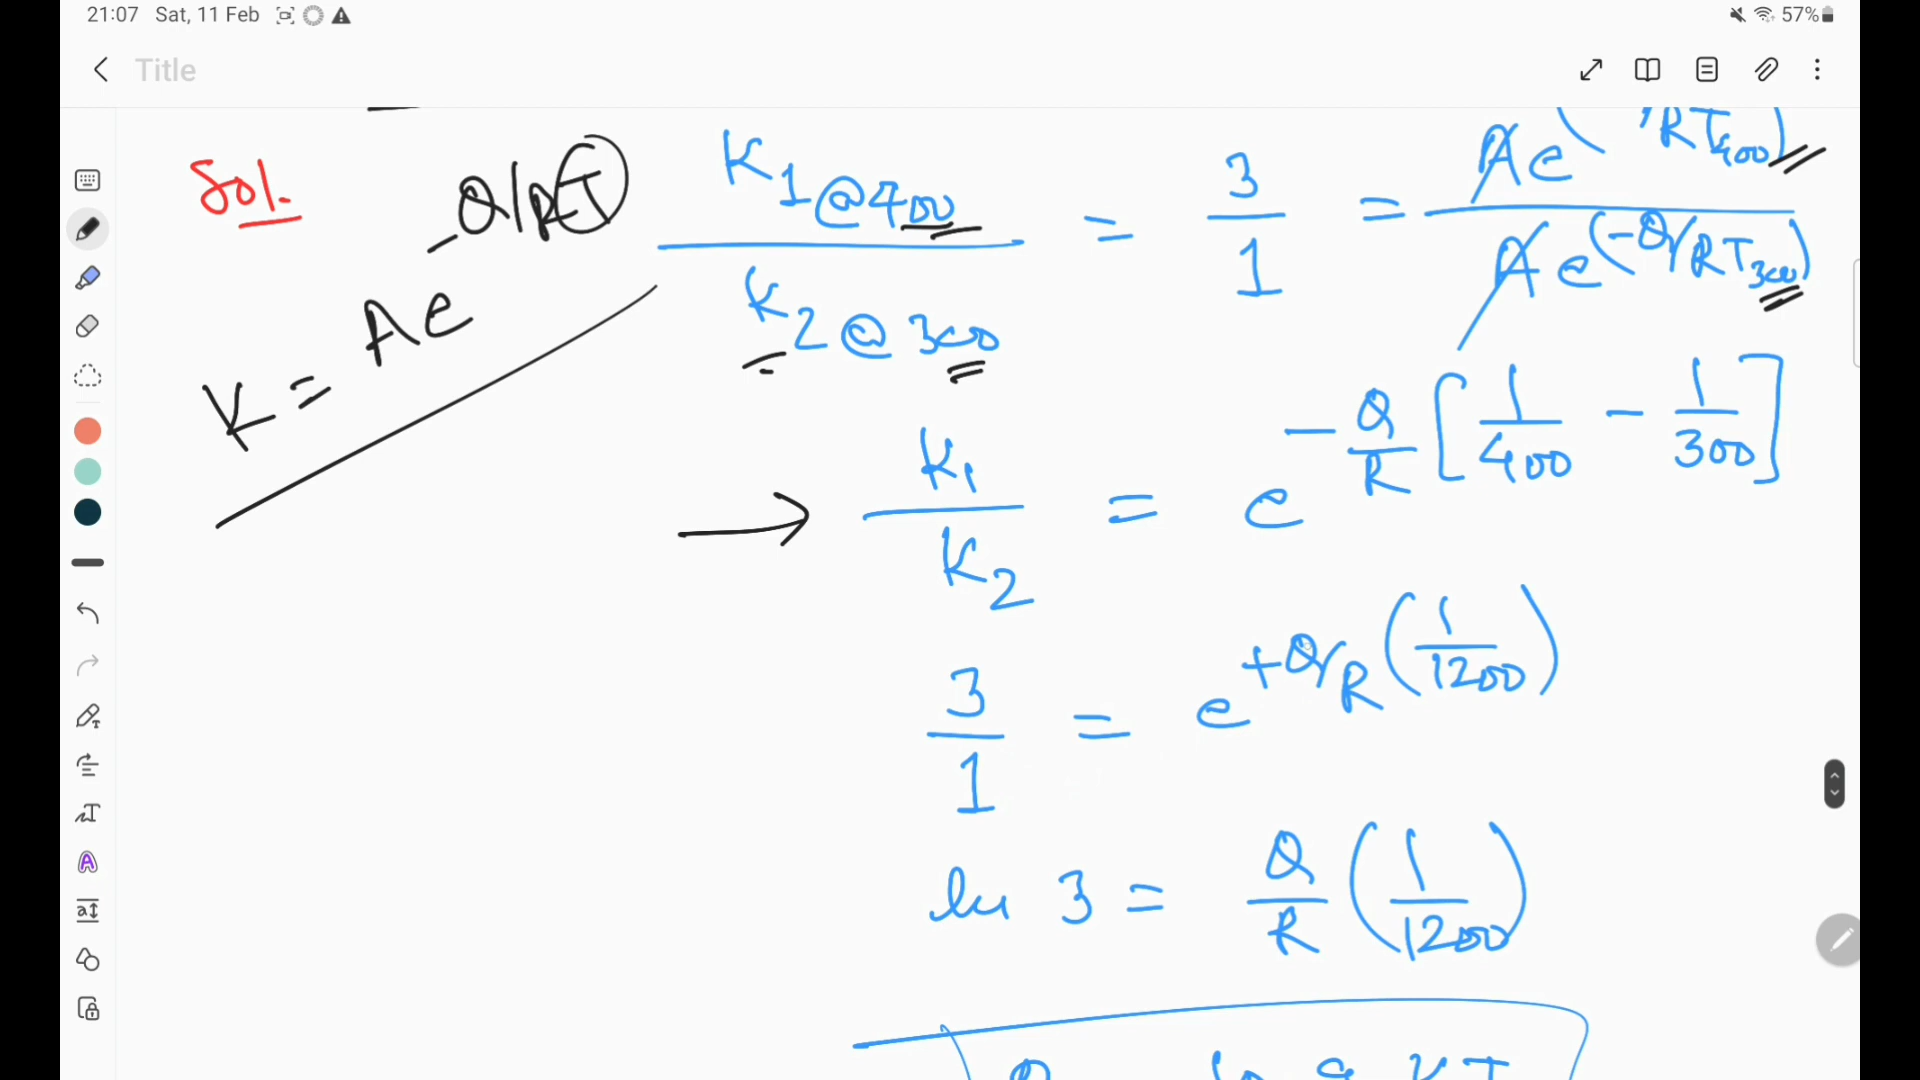 21:07 Sat, 11 Feb 57%
Title
Sol.
K = Ae -Q/RT
K1@400 / K2@300 = 3/1 = Ae( /RT400) / Ae(-Q/RT300)
K1/K2 = e -Q/R [1/400 - 1/300]
3/1 = e +Q/R (1/1200)
ln 3 = Q/R (1/1200)